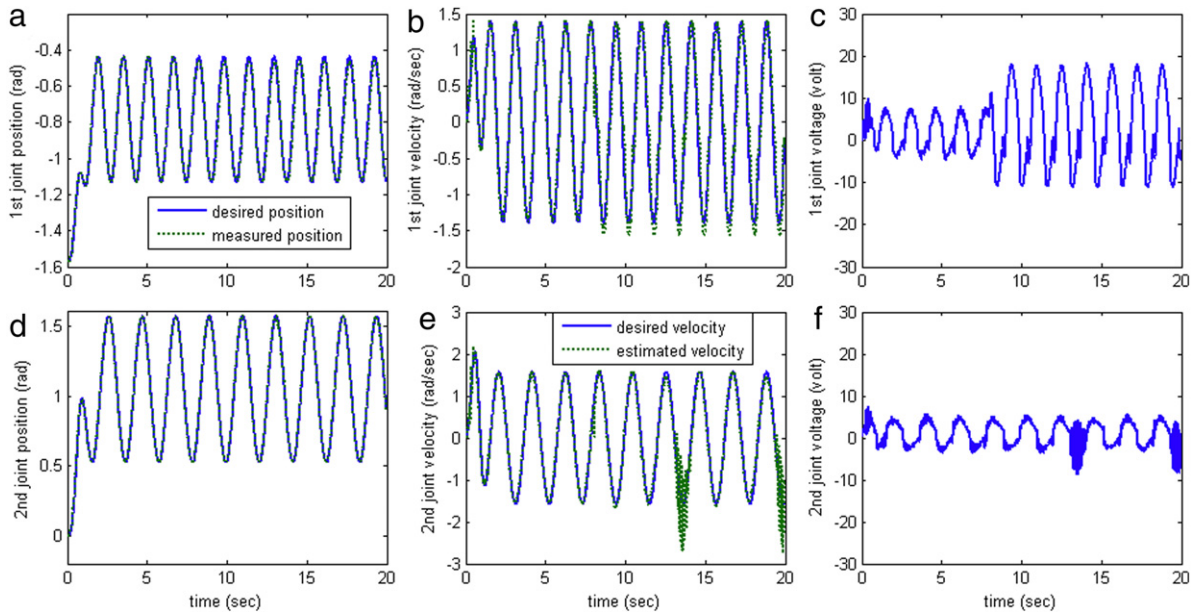 a
1st joint position (rad)
-0.4
-0.6
-0.8
-1
-1.2
-1.4
-1.6
0 5 10 15 20
desired position
measured position
b
1st joint velocity (rad/sec)
1.5
1
0.5
0
-0.5
-1
-1.5
-2
0 5 10 15 20
c
1st joint voltage (volt)
30
20
10
0
-10
-20
-30
0 5 10 15 20
d
2nd joint position (rad)
1.5
1
0.5
0
0 5 10 15 20
time (sec)
e
2nd joint velocity (rad/sec)
3
2
1
0
-1
-2
-3
0 5 10 15 20
time (sec)
desired velocity
estimated velocity
f
2nd joint voltage (volt)
30
20
10
0
-10
-20
-30
0 5 10 15 20
time (sec)